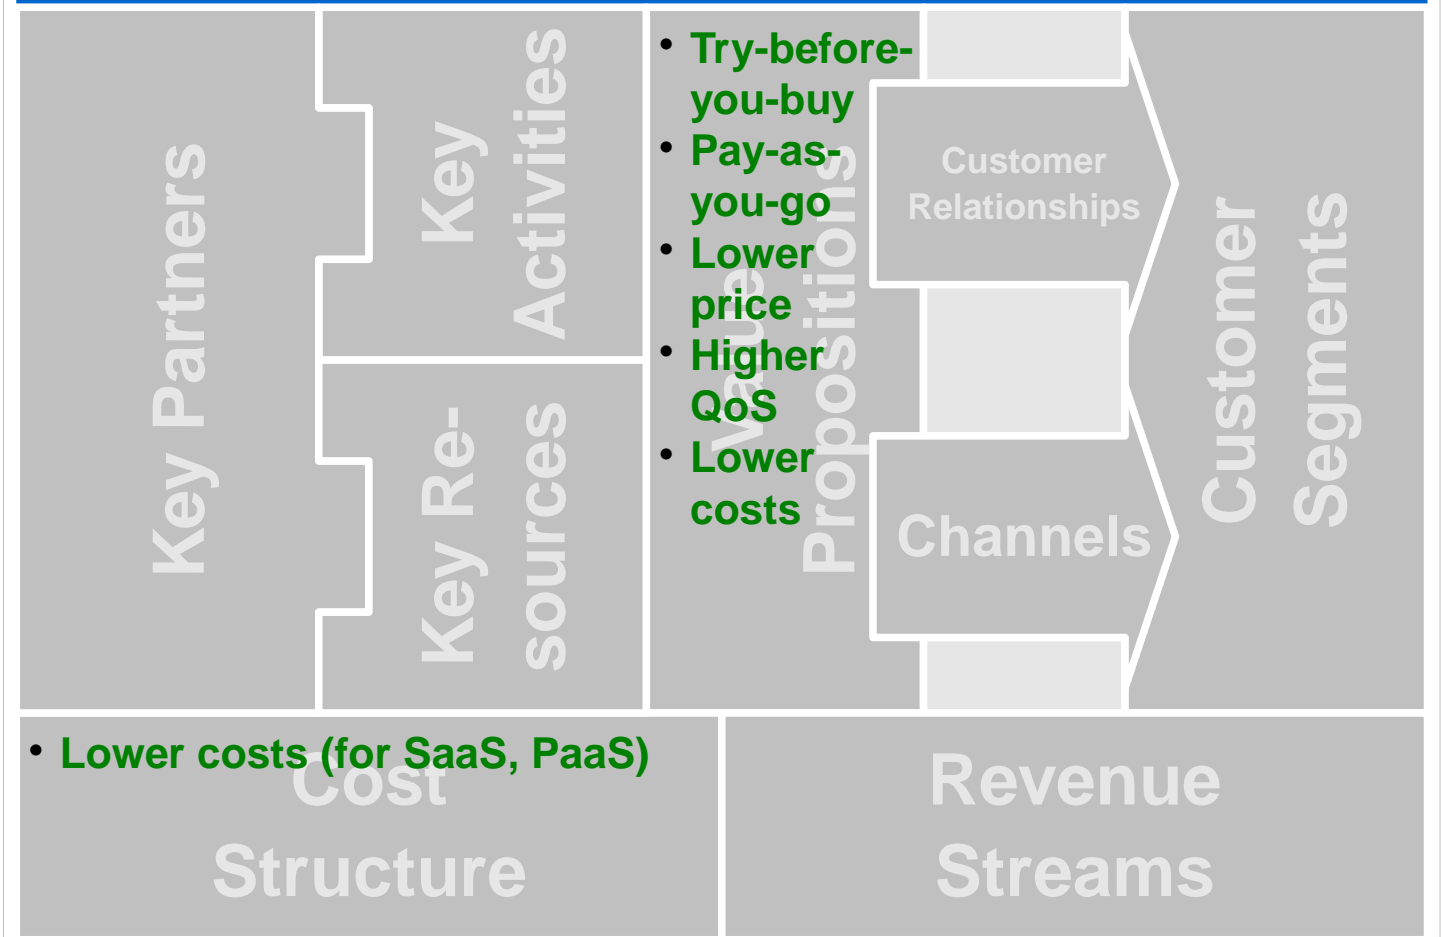 Key Partners
Key
Activities
Key Re-
sources
Value
Propositions
• Try-before-
you-buy
• Pay-as-
you-go
• Lower
price
• Higher
QoS
• Lower
costs
Customer
Relationships
Channels
Customer
Segments
• Lower costs (for SaaS, PaaS)
Cost
Structure
Revenue
Streams